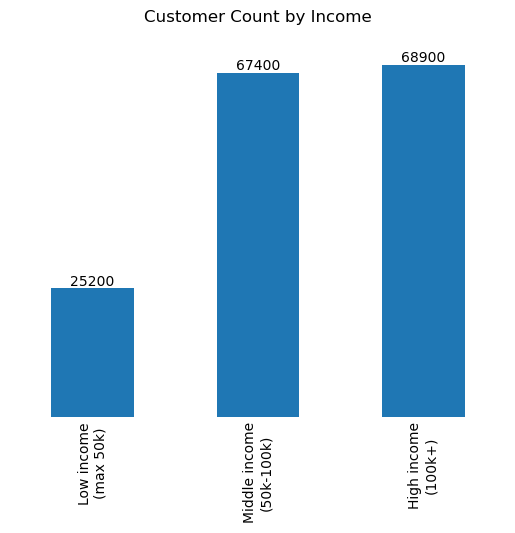 Customer Count by Income
25200
67400
68900
Low income
(max 50k)
Middle income
(50k-100k)
High income
(100k+)